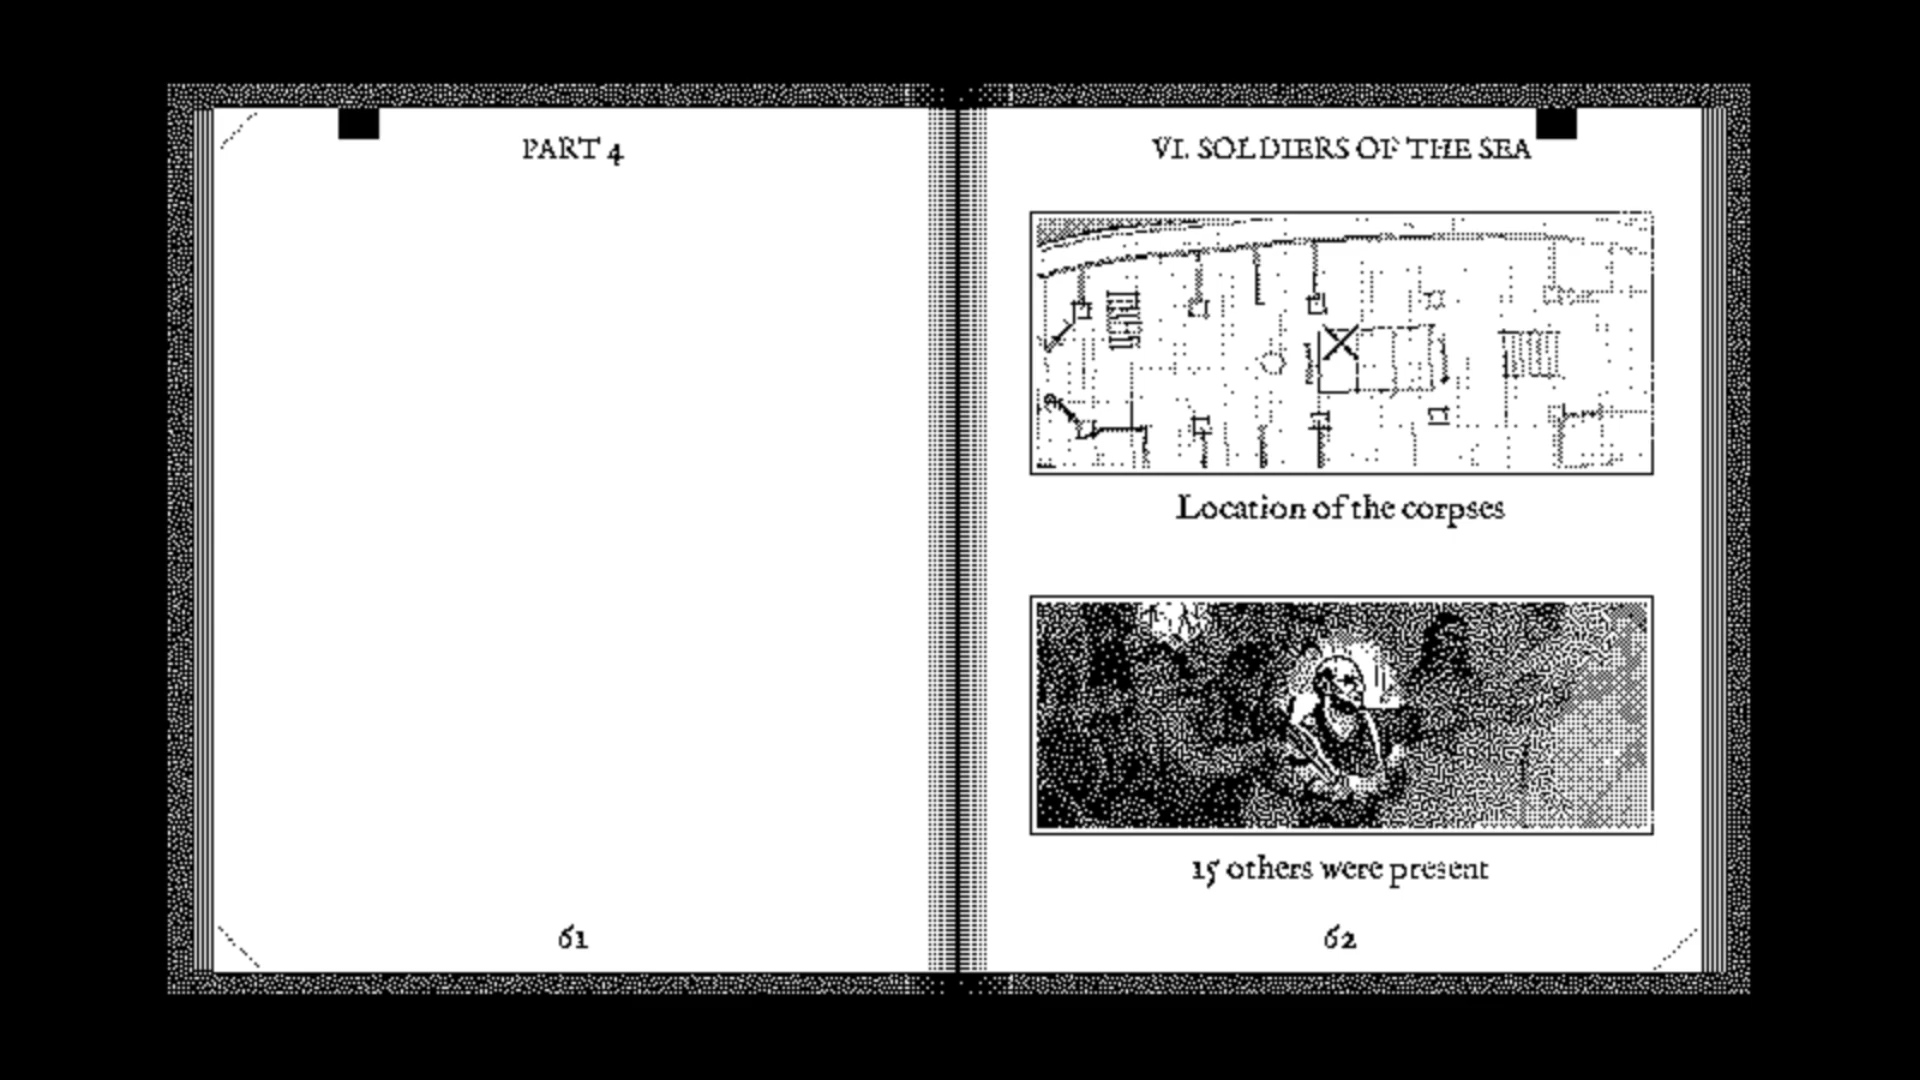 PART 4
61
VI. SOLDIERS OF THE SEA
Location of the corpses
15 others were present
62